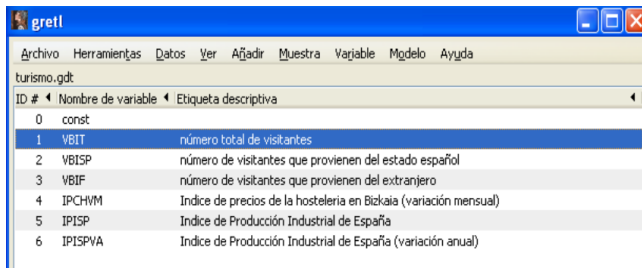 gretl
Archivo Herramientas Datos Ver Añadir Muestra Variable Modelo Ayuda
turismo.gdt
ID # Nombre de variable Etiqueta descriptiva
0 const
1 VBIT número total de visitantes
2 VBISP número de visitantes que provienen del estado español
3 VBIF número de visitantes que provienen del extranjero
4 IPCHVM Indice de precios de la hosteleria en Bizkaia (variación mensual)
5 IPISP Indice de Producción Industrial de España
6 IPISPVA Indice de Producción Industrial de España (variación anual)